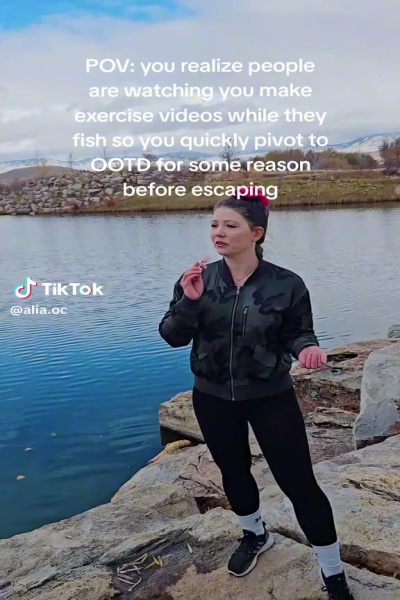 POV: you realize people
are watching you make
exercise videos while they
fish so you quickly pivot to
OOTD for some reason
before escaping
TikTok
@alia.oc